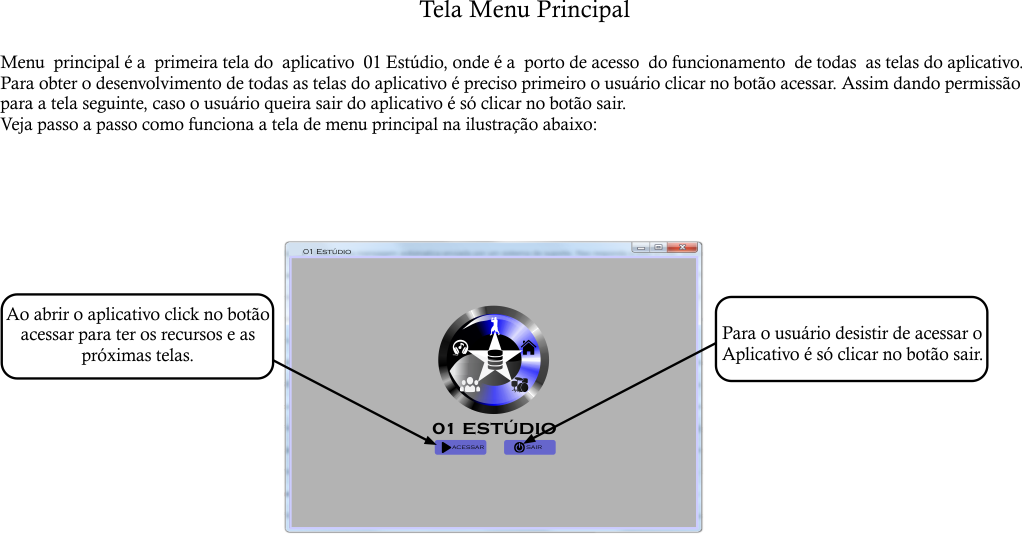 Tela Menu Principal
Menu principal é a primeira tela do aplicativo 01 Estúdio, onde é a porto de acesso do funcionamento de todas as telas do aplicativo.
Para obter o desenvolvimento de todas as telas do aplicativo é preciso primeiro o usuário clicar no botão acessar. Assim dando permissão
para a tela seguinte, caso o usuário queira sair do aplicativo é só clicar no botão sair.
Veja passo a passo como funciona a tela de menu principal na ilustração abaixo:
01 Estúdio
Ao abrir o aplicativo click no botão
acessar para ter os recursos e as
próximas telas.
Para o usuário desistir de acessar o
Aplicativo é só clicar no botão sair.
01 ESTÚDIO
ACESSAR
SAIR